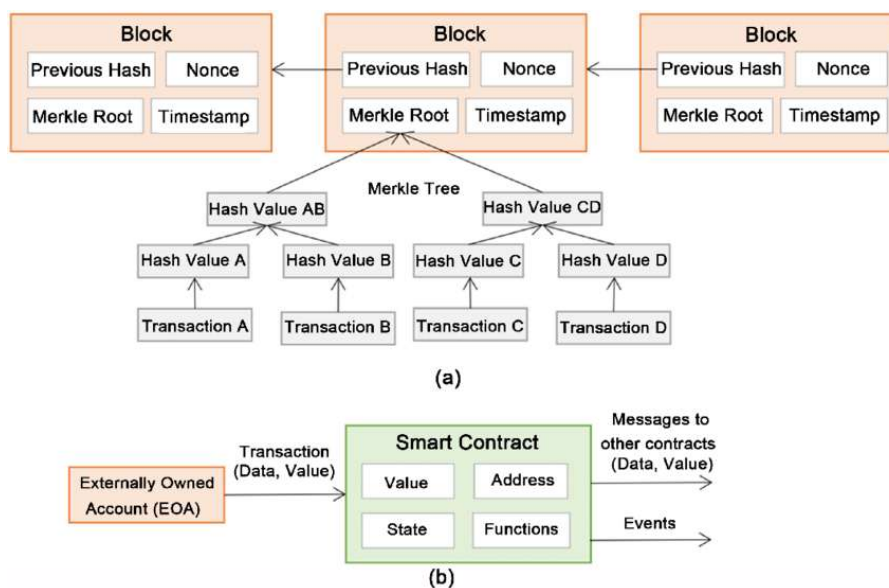 Block
Previous Hash
Nonce
Merkle Root
Timestamp
Block
Previous Hash
Nonce
Merkle Root
Timestamp
Block
Previous Hash
Nonce
Merkle Root
Timestamp
Merkle Tree
Hash Value AB
Hash Value CD
Hash Value A
Hash Value B
Hash Value C
Hash Value D
Transaction A
Transaction B
Transaction C
Transaction D
(a)
Externally Owned
Account (EOA)
Transaction
(Data, Value)
Smart Contract
Value
Address
State
Functions
Messages to
other contracts
(Data, Value)
Events
(b)